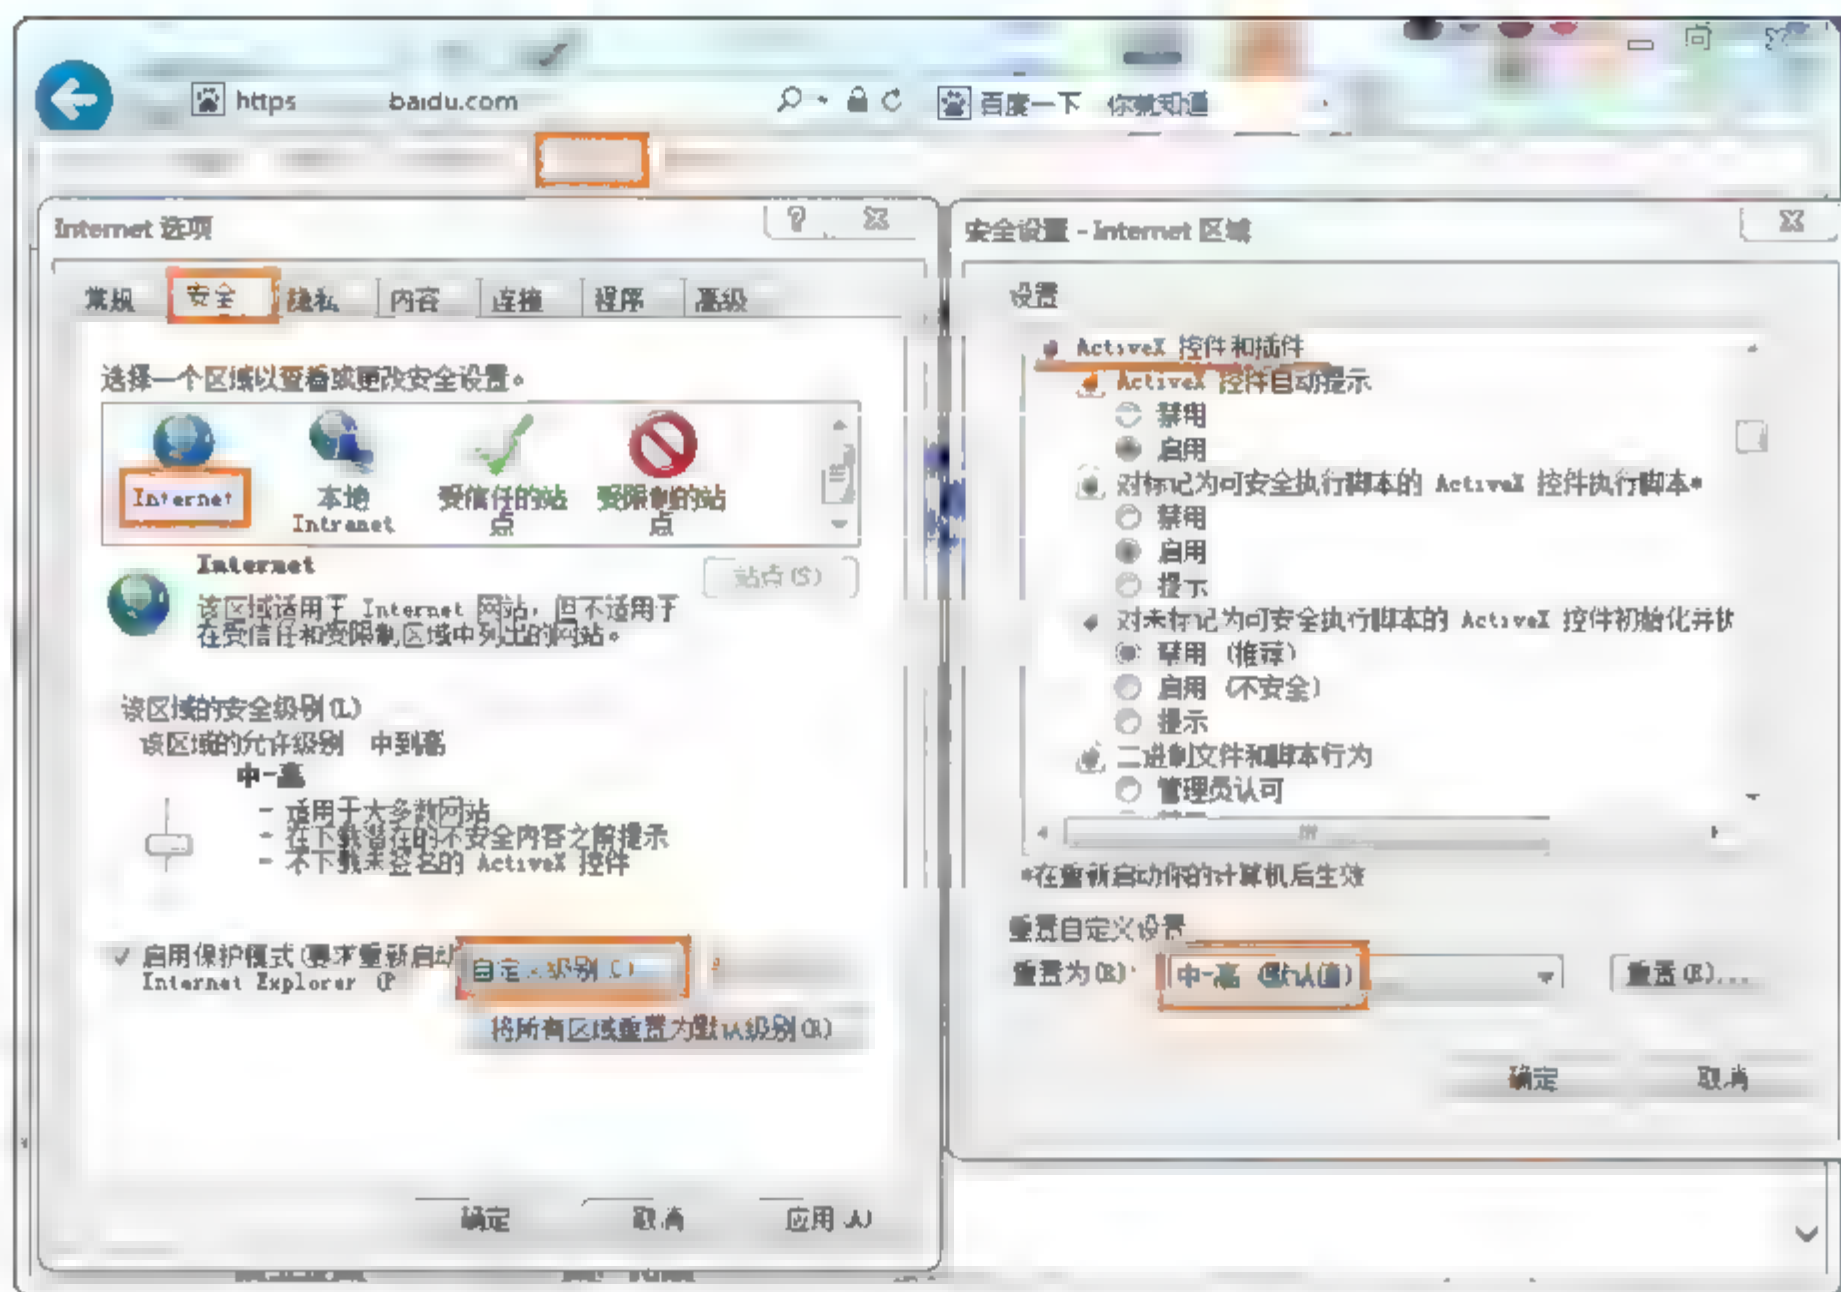 https baidu.com
百度一下 你就知道
Internet 选项
常规 安全 隐私 内容 连接 程序 高级
选择一个区域以查看或更改安全设置。
Internet
本地
Intranet
受信任的站
点
受限制的站
点
Internet
站点(S)
该区域适用于 Internet 网站，但不适用于
在受信任和受限制区域中列出的网站。
该区域的安全级别(L)
该区域的允许级别 中到高
中-高
- 适用于大多数网站
- 在下载潜在的不安全内容之前提示
- 不下载未签名的 ActiveX 控件
启用保护模式(要求重新启动
Internet Explorer (P
自定义级别(C)
将所有区域重置为默认级别(R)
确定 取消 应用(A)
安全设置 - Internet 区域
设置
ActiveX 控件和插件
ActiveX 控件自动提示
禁用
启用
对标记为可安全执行脚本的 ActiveX 控件执行脚本*
禁用
启用
提示
对未标记为可安全执行脚本的 ActiveX 控件初始化并执
禁用 (推荐)
启用 (不安全)
提示
二进制文件和脚本行为
管理员认可
*在重新启动你的计算机后生效
重置自定义设置
重置为(R): 中-高 (默认值) 重置(E)...
确定 取消